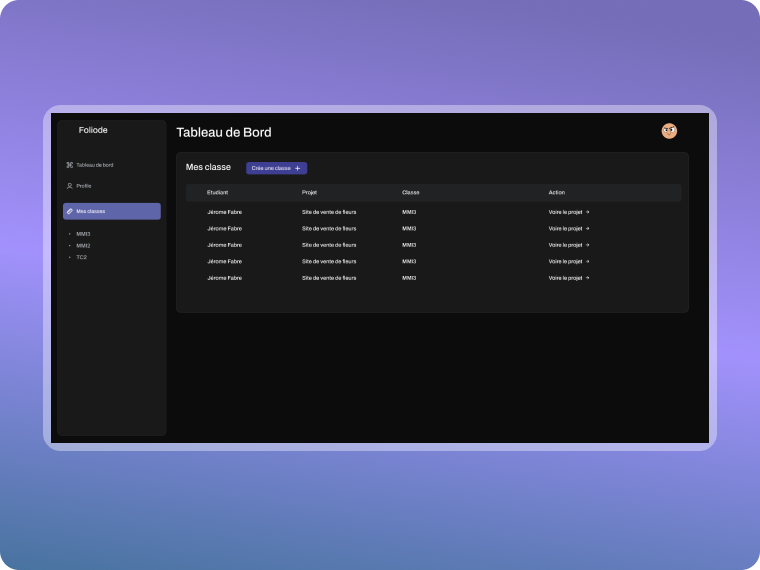 Foliode
Tableau de bord
Profile
Mes classes
MMI3
MMI2
TC2
Tableau de Bord
Mes classe
Crée une classe +
Etudiant Projet Classe Action
Jérome Fabre Site de vente de fleurs MMI3 Voire le projet →
Jérome Fabre Site de vente de fleurs MMI3 Voire le projet →
Jérome Fabre Site de vente de fleurs MMI3 Voire le projet →
Jérome Fabre Site de vente de fleurs MMI3 Voire le projet →
Jérome Fabre Site de vente de fleurs MMI3 Voire le projet →